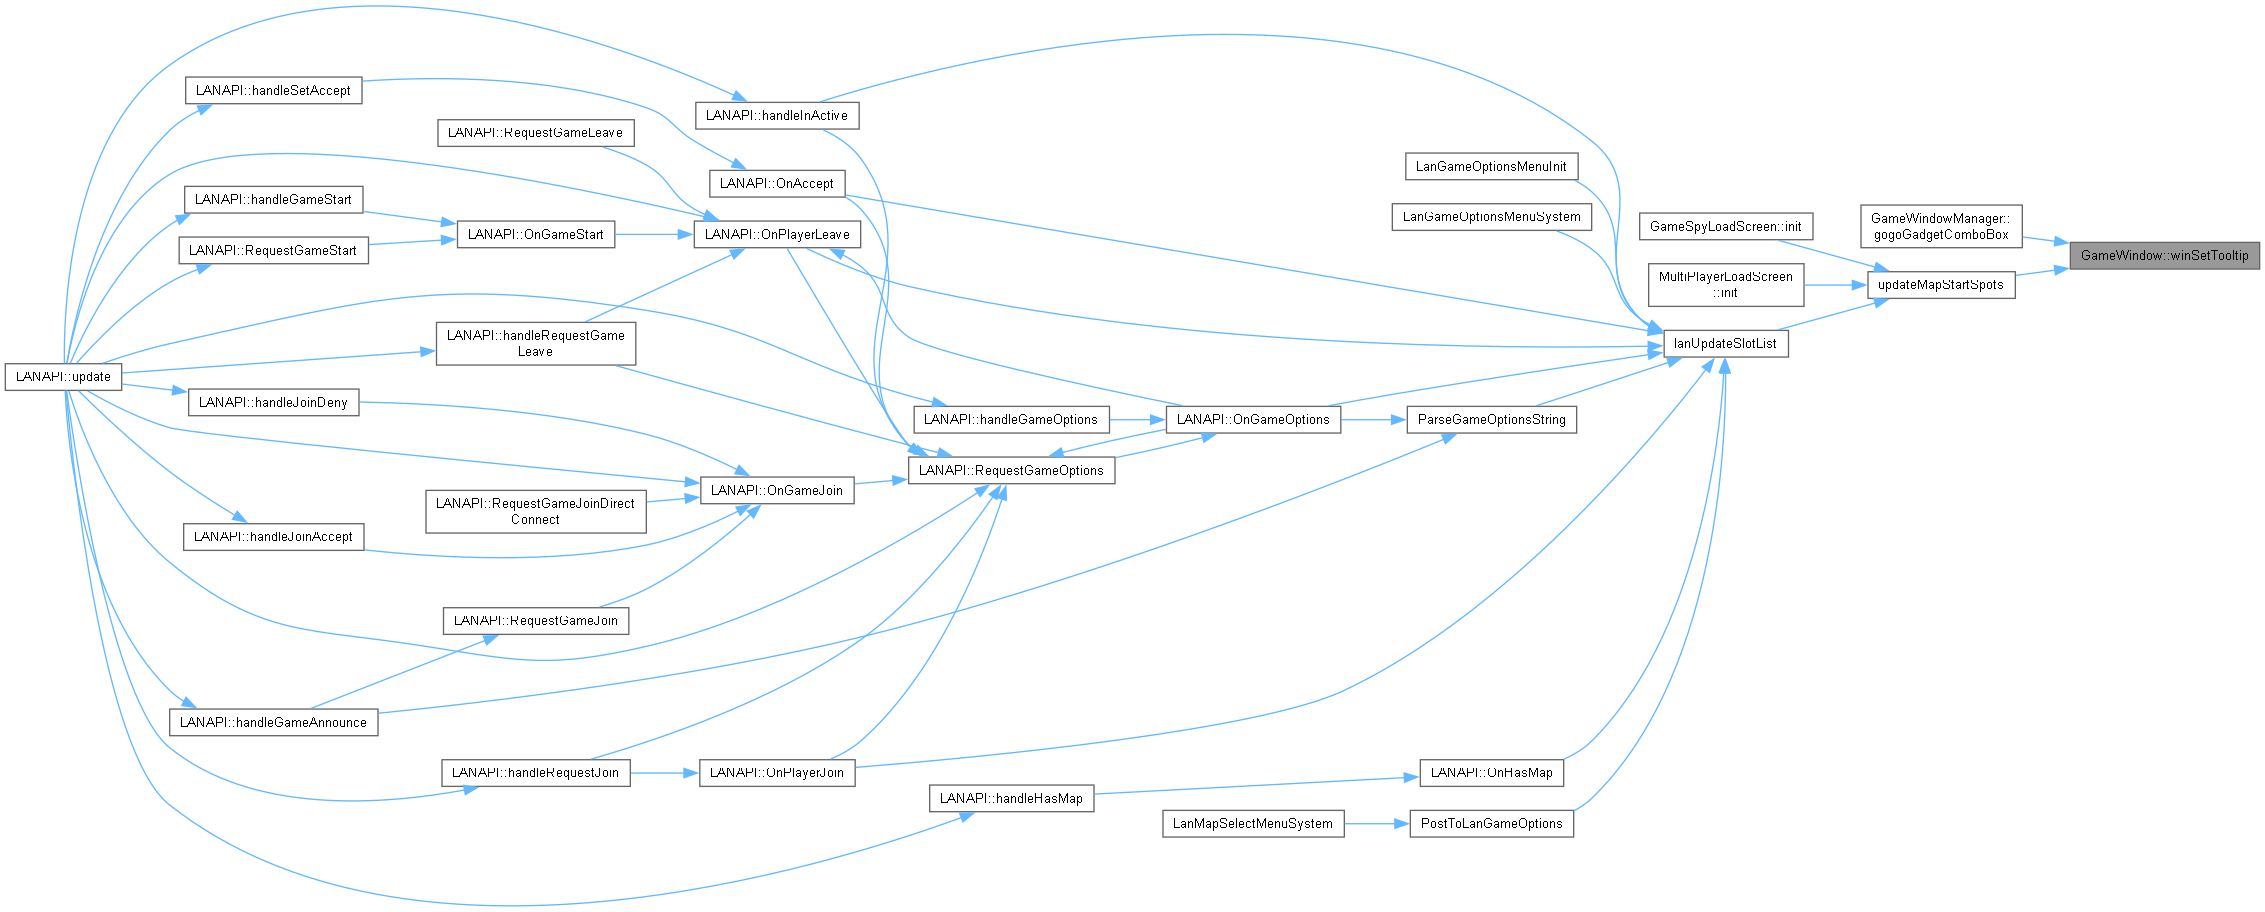 LANAPI::update
LANAPI::handleSetAccept
LANAPI::handleGameStart
LANAPI::RequestGameStart
LANAPI::handleJoinDeny
LANAPI::handleJoinAccept
LANAPI::handleGameAnnounce
LANAPI::RequestGameLeave
LANAPI::OnGameStart
LANAPI::handleRequestGame
Leave
LANAPI::RequestGameJoinDirect
Connect
LANAPI::RequestGameJoin
LANAPI::handleRequestJoin
LANAPI::handleInActive
LANAPI::OnAccept
LANAPI::OnPlayerLeave
LANAPI::OnGameJoin
LANAPI::OnPlayerJoin
LANAPI::handleGameOptions
LANAPI::RequestGameOptions
LANAPI::handleHasMap
LANAPI::OnGameOptions
LanMapSelectMenuSystem
LanGameOptionsMenuInit
LanGameOptionsMenuSystem
ParseGameOptionsString
LANAPI::OnHasMap
PostToLanGameOptions
GameSpyLoadScreen::init
MultiPlayerLoadScreen
::init
lanUpdateSlotList
GameWindowManager::
gogoGadgetComboBox
updateMapStartSpots
GameWindow::winSetTooltip